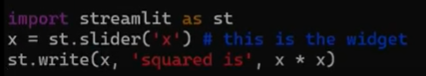 import streamlit as st
x = st.slider('x') # this is the widget
st.write(x, 'squared is', x * x)